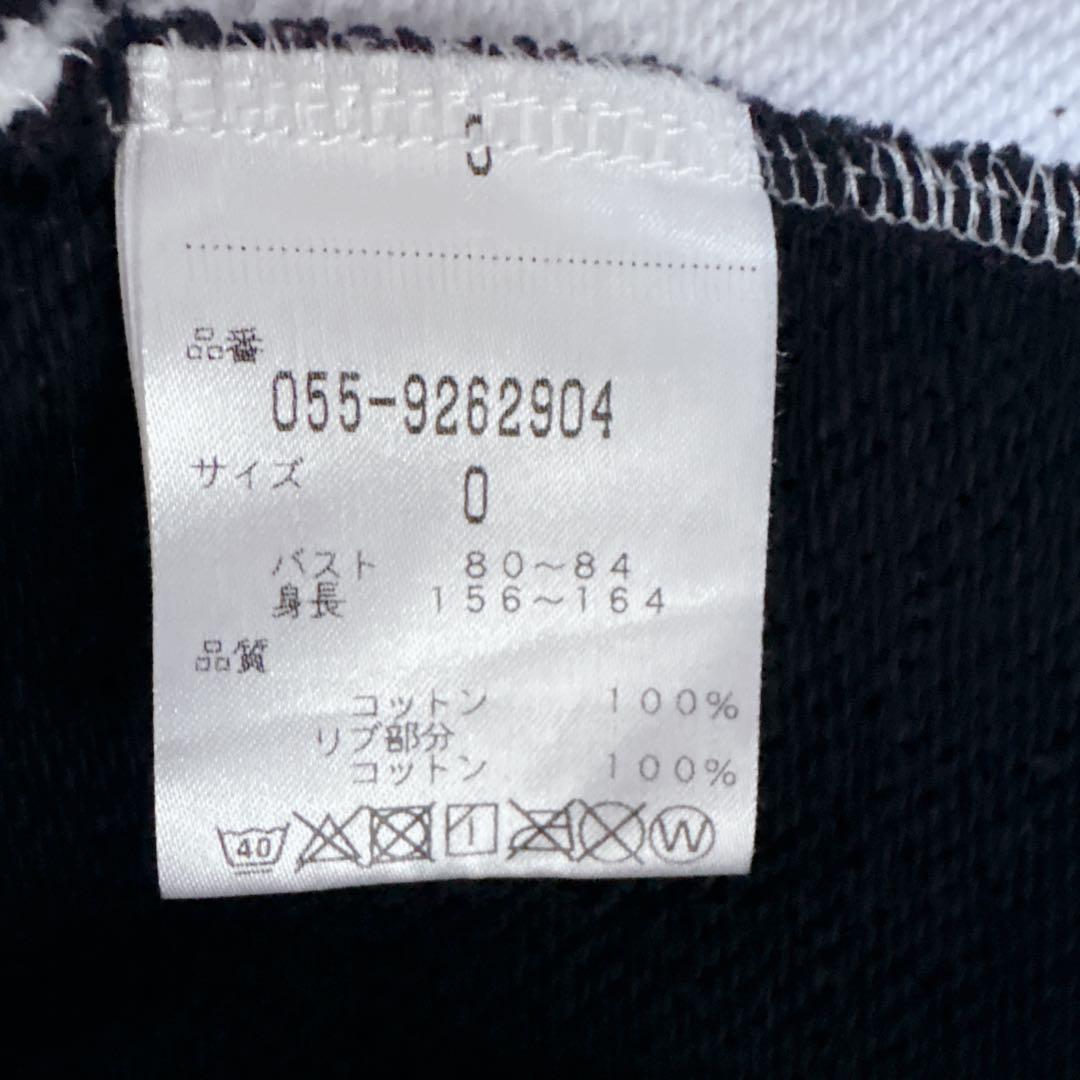 品番
055-9262904
サイズ
0
バスト 80~84
身長 156~164
品質
コットン 100%
リブ部分
コットン 100%
40 W